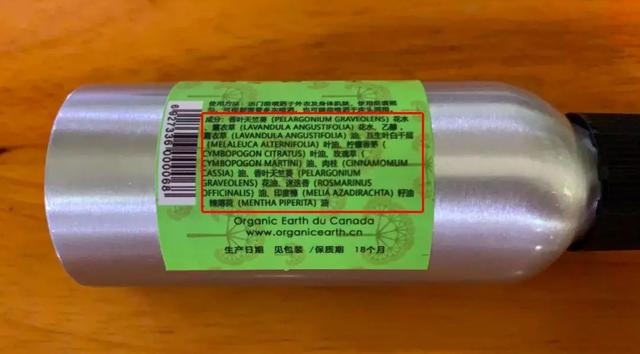 使用方法：出门前喷洒于外衣及身体肌肤，使用前请摇
成分：香叶天竺葵（PELARGONIUM GRAVEOLENS）花水
薰衣草（LAVANDULA ANGUSTIFOLIA）花水、乙醇，
薰衣草（LAVANDULA ANGUSTIFOLIA）油、互生叶白千层
（MELALEUCA ALTERNIFOLIA）叶油、柠檬香茅（
CYMBOPOGON CITRATUS）叶油、玫瑰草（
CYMBOPOGON MARTINI）油、肉桂（CINNAMOMUM
CASSIA）油、香叶天竺葵（PELARGONIUM
GRAVEOLENS）花油、迷迭香（ROSMARINUS
OFFICINALIS）油、印度楝（MELIA AZADIRACHTA）籽油
辣薄荷（MENTHA PIPERITA）油
Organic Earth du Canada
www.organicearth.cn
生产日期 见包装 /保质期 18个月